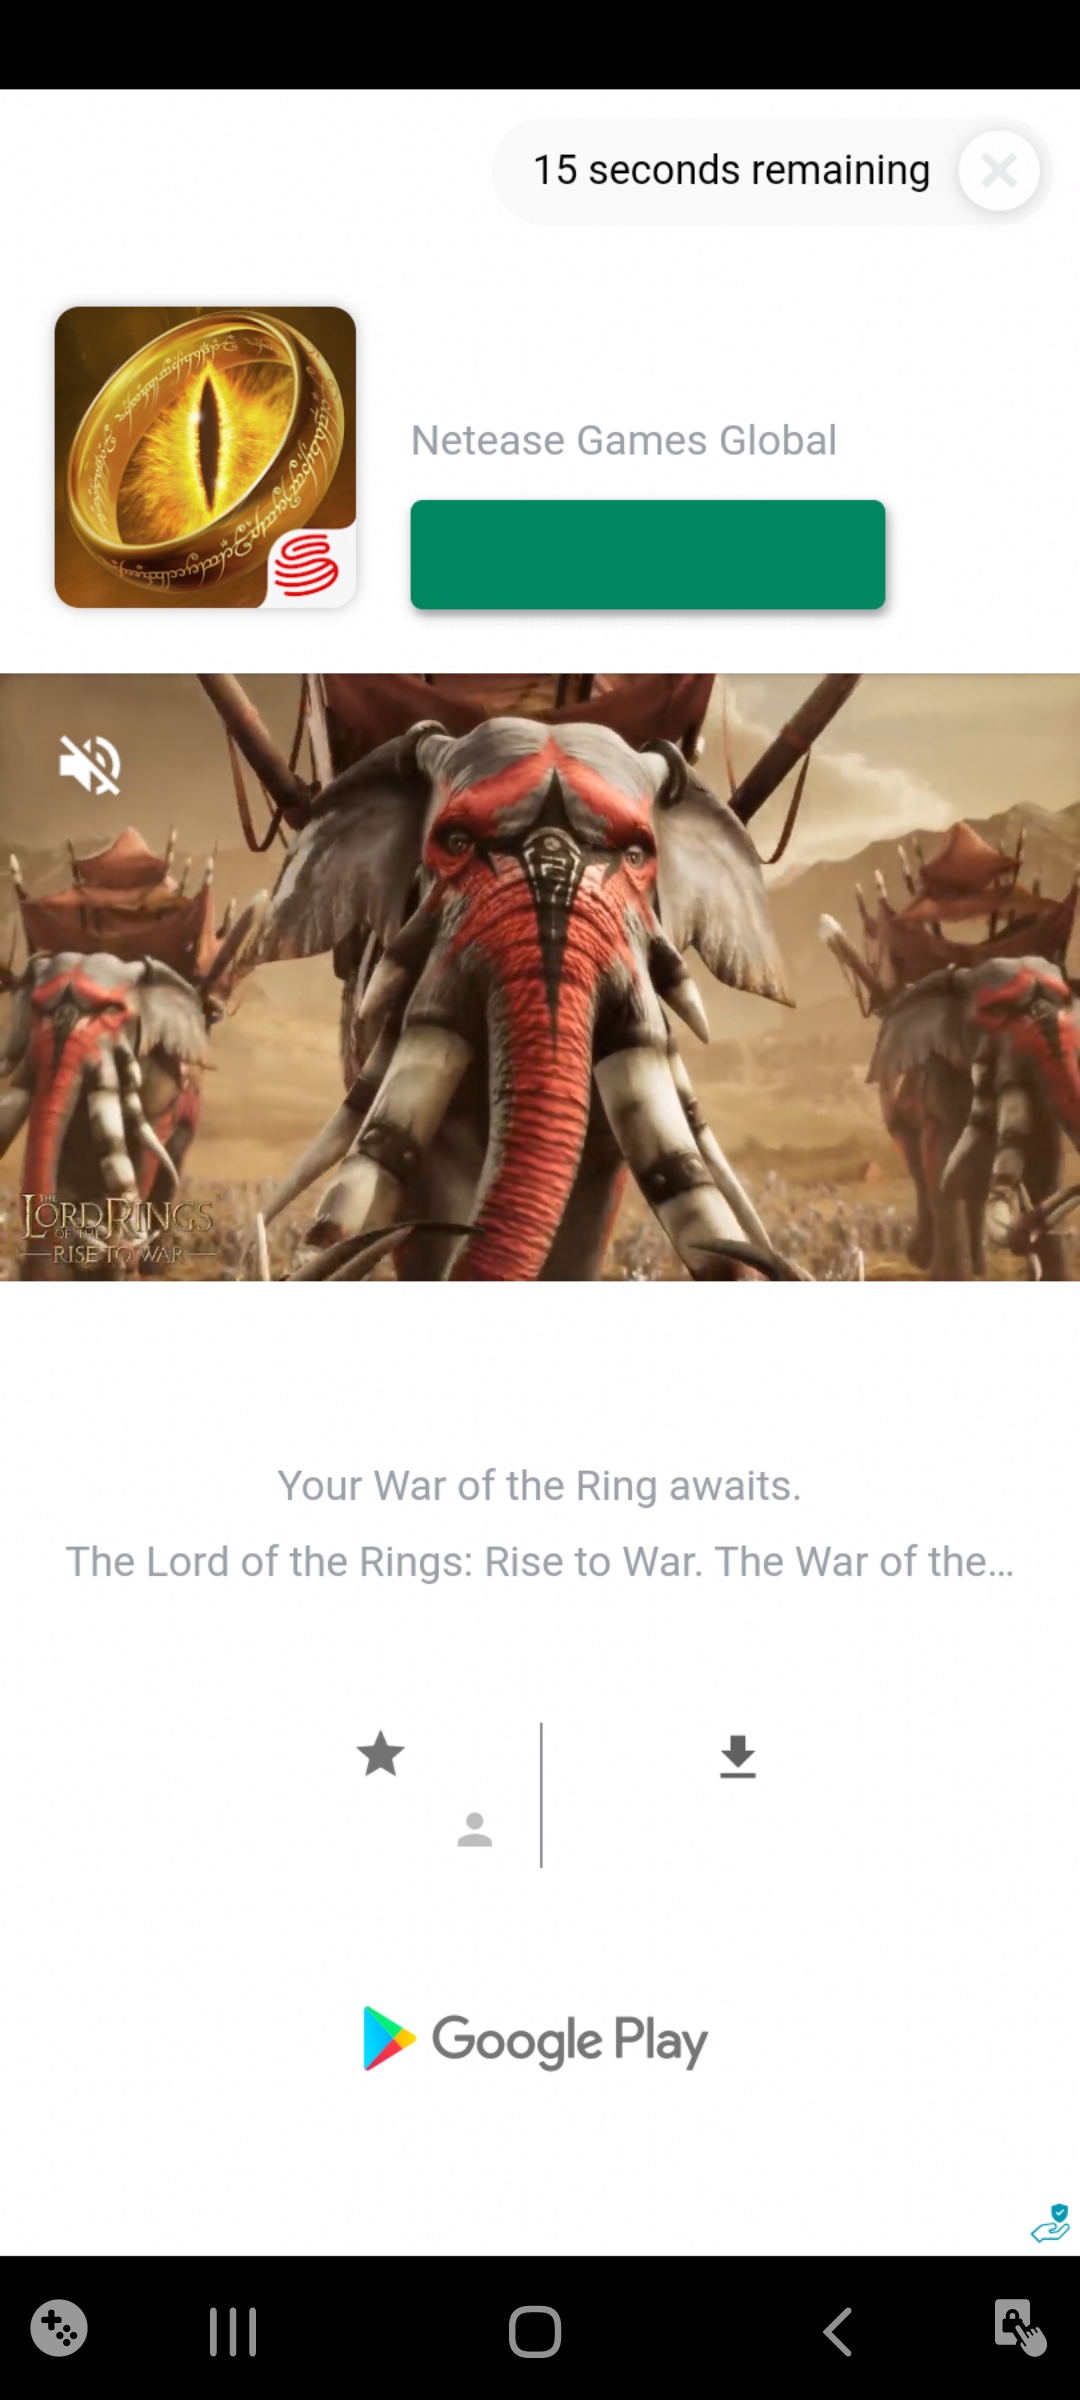 15 seconds remaining
Netease Games Global
THE
LORD RINGS
OF THE
RISE TO WAR
Your War of the Ring awaits.
The Lord of the Rings: Rise to War. The War of the...
Google Play